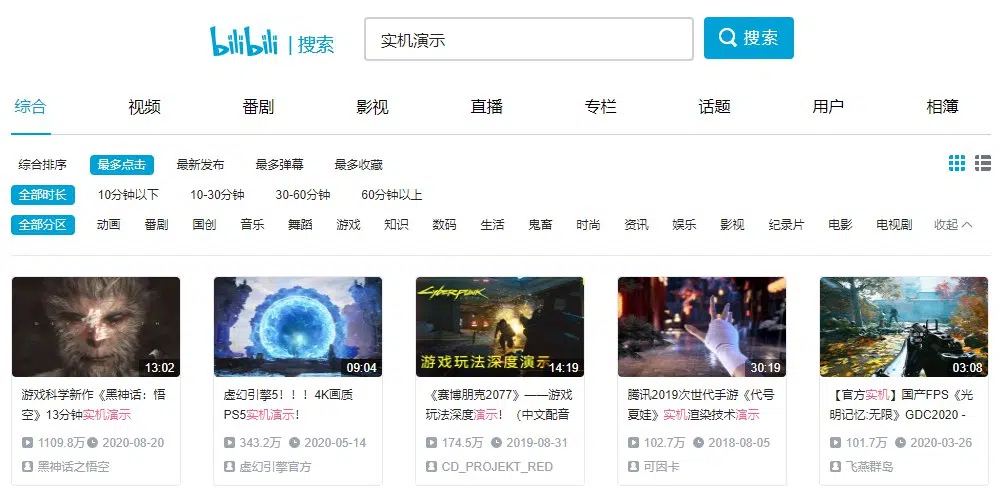 bilibili | 搜索
实机演示
搜索
综合 视频 番剧 影视 直播 专栏 话题 用户 相簿
综合排序 最多点击 最新发布 最多弹幕 最多收藏
全部时长 10分钟以下 10-30分钟 30-60分钟 60分钟以上
全部分区 动画 番剧 国创 音乐 舞蹈 游戏 知识 数码 生活 鬼畜 时尚 资讯 娱乐 影视 纪录片 电影 电视剧 收起
13:02
游戏科学新作《黑神话：悟
空》13分钟实机演示
1109.8万 2020-08-20
黑神话之悟空
09:04
虚幻引擎5！！！4K画质
PS5实机演示！
343.2万 2020-05-14
虚幻引擎官方
CYBERPUNK
游戏玩法深度演示
14:19
《赛博朋克2077》——游戏
玩法深度演示！（中文配音
174.5万 2019-08-31
CD_PROJEKT_RED
30:19
腾讯2019次世代手游《代号
夏娃》实机渲染技术演示
102.7万 2018-08-05
可因卡
03:08
【官方实机】国产FPS《光
明记忆:无限》GDC2020 -
101.7万 2020-03-26
飞燕群岛